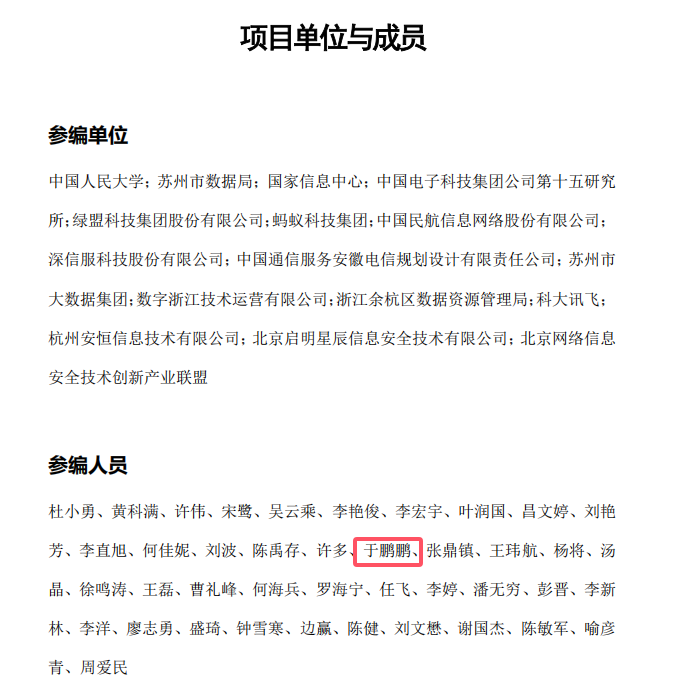 项目单位与成员
参编单位
中国人民大学；苏州市数据局；国家信息中心；中国电子科技集团公司第十五研究
所；绿盟科技集团股份有限公司；蚂蚁科技集团；中国民航信息网络股份有限公司；
深信服科技股份有限公司；中国通信服务安徽电信规划设计有限责任公司；苏州市
大数据集团；数字浙江技术运营有限公司；浙江余杭区数据资源管理局；科大讯飞；
杭州安恒信息技术有限公司；北京启明星辰信息安全技术有限公司；北京网络信息
安全技术创新产业联盟
参编人员
杜小勇、黄科满、许伟、宋鹭、吴云乘、李艳俊、李宏宇、叶润国、昌文婷、刘艳
芳、李直旭、何佳妮、刘波、陈禹存、许多、于鹏鹏、张鼎镇、王玮航、杨将、汤
晶、徐鸣涛、王磊、曹礼峰、何海兵、罗海宁、任飞、李婷、潘无穷、彭晋、李新
林、李洋、廖志勇、盛琦、钟雪寒、边赢、陈健、刘文懋、谢国杰、陈敏军、喻彦
青、周爱民